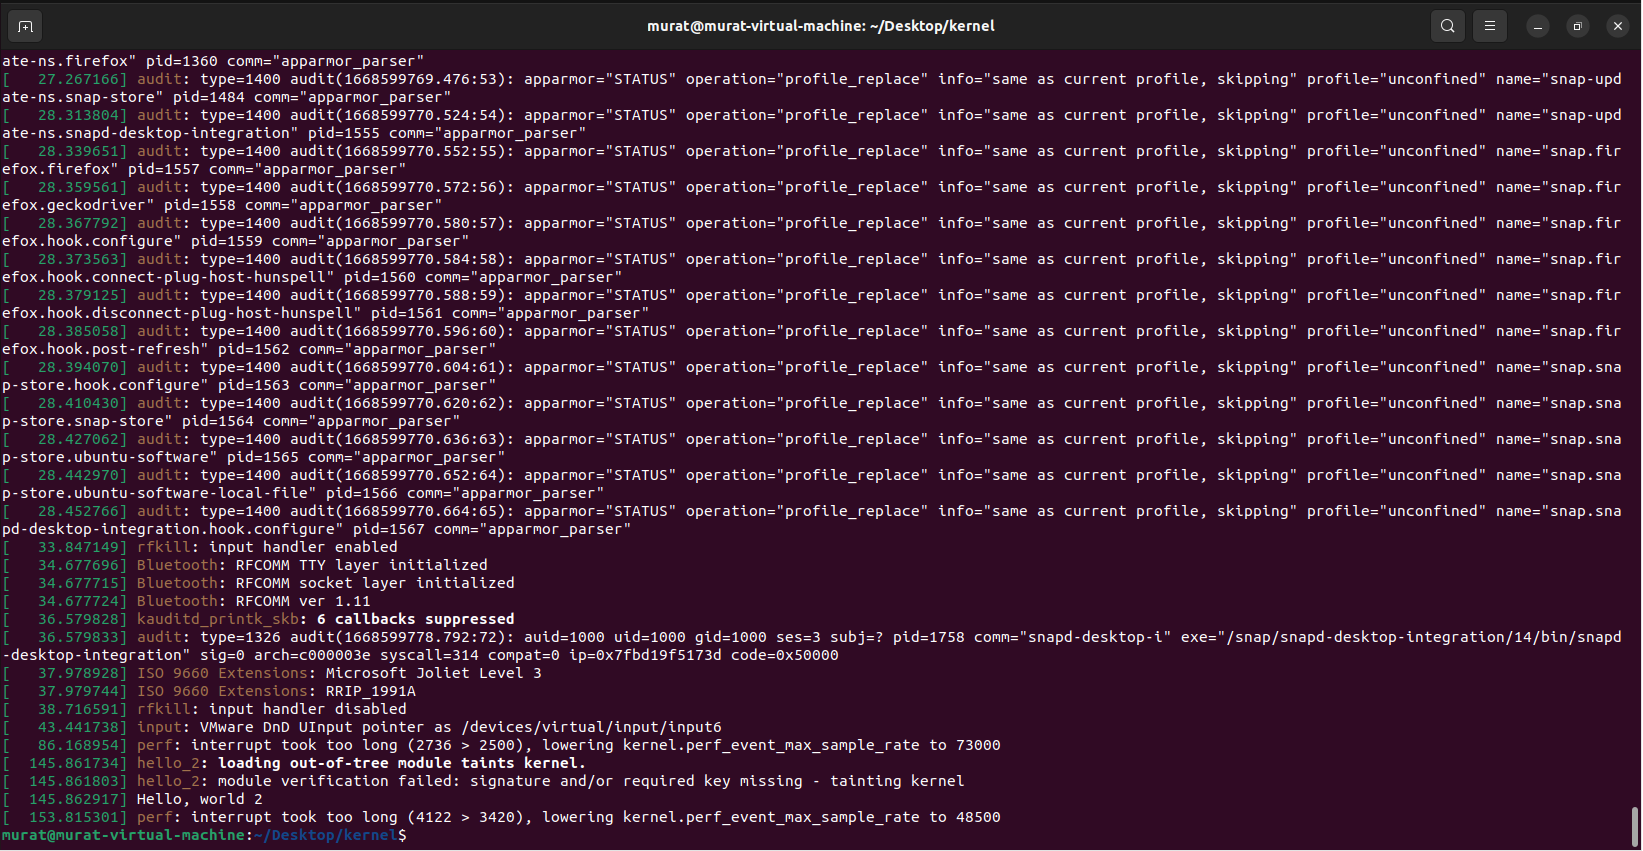 murat@murat-virtual-machine: ~/Desktop/kernel
ate-ns.firefox" pid=1360 comm="apparmor_parser"
[   27.267166] audit: type=1400 audit(1668599769.476:53): apparmor="STATUS" operation="profile_replace" info="same as current profile, skipping" profile="unconfined" name="snap-upd
ate-ns.snap-store" pid=1484 comm="apparmor_parser"
[   28.313804] audit: type=1400 audit(1668599770.524:54): apparmor="STATUS" operation="profile_replace" info="same as current profile, skipping" profile="unconfined" name="snap-upd
ate-ns.snapd-desktop-integration" pid=1555 comm="apparmor_parser"
[   28.339651] audit: type=1400 audit(1668599770.552:55): apparmor="STATUS" operation="profile_replace" info="same as current profile, skipping" profile="unconfined" name="snap.fir
efox.firefox" pid=1557 comm="apparmor_parser"
[   28.359561] audit: type=1400 audit(1668599770.572:56): apparmor="STATUS" operation="profile_replace" info="same as current profile, skipping" profile="unconfined" name="snap.fir
efox.geckodriver" pid=1558 comm="apparmor_parser"
[   28.367792] audit: type=1400 audit(1668599770.580:57): apparmor="STATUS" operation="profile_replace" info="same as current profile, skipping" profile="unconfined" name="snap.fir
efox.hook.configure" pid=1559 comm="apparmor_parser"
[   28.373563] audit: type=1400 audit(1668599770.584:58): apparmor="STATUS" operation="profile_replace" info="same as current profile, skipping" profile="unconfined" name="snap.fir
efox.hook.connect-plug-host-hunspell" pid=1560 comm="apparmor_parser"
[   28.379125] audit: type=1400 audit(1668599770.588:59): apparmor="STATUS" operation="profile_replace" info="same as current profile, skipping" profile="unconfined" name="snap.fir
efox.hook.disconnect-plug-host-hunspell" pid=1561 comm="apparmor_parser"
[   28.385058] audit: type=1400 audit(1668599770.596:60): apparmor="STATUS" operation="profile_replace" info="same as current profile, skipping" profile="unconfined" name="snap.fir
efox.hook.post-refresh" pid=1562 comm="apparmor_parser"
[   28.394070] audit: type=1400 audit(1668599770.604:61): apparmor="STATUS" operation="profile_replace" info="same as current profile, skipping" profile="unconfined" name="snap.sna
p-store.hook.configure" pid=1563 comm="apparmor_parser"
[   28.410430] audit: type=1400 audit(1668599770.620:62): apparmor="STATUS" operation="profile_replace" info="same as current profile, skipping" profile="unconfined" name="snap.sna
p-store.snap-store" pid=1564 comm="apparmor_parser"
[   28.427062] audit: type=1400 audit(1668599770.636:63): apparmor="STATUS" operation="profile_replace" info="same as current profile, skipping" profile="unconfined" name="snap.sna
p-store.ubuntu-software" pid=1565 comm="apparmor_parser"
[   28.442970] audit: type=1400 audit(1668599770.652:64): apparmor="STATUS" operation="profile_replace" info="same as current profile, skipping" profile="unconfined" name="snap.sna
p-store.ubuntu-software-local-file" pid=1566 comm="apparmor_parser"
[   28.452766] audit: type=1400 audit(1668599770.664:65): apparmor="STATUS" operation="profile_replace" info="same as current profile, skipping" profile="unconfined" name="snap.sna
pd-desktop-integration.hook.configure" pid=1567 comm="apparmor_parser"
[   33.847149] rfkill: input handler enabled
[   34.677696] Bluetooth: RFCOMM TTY layer initialized
[   34.677715] Bluetooth: RFCOMM socket layer initialized
[   34.677724] Bluetooth: RFCOMM ver 1.11
[   36.579828] kauditd_printk_skb: 6 callbacks suppressed
[   36.579833] audit: type=1326 audit(1668599778.792:72): auid=1000 uid=1000 gid=1000 ses=3 subj=? pid=1758 comm="snapd-desktop-i" exe="/snap/snapd-desktop-integration/14/bin/snapd
-desktop-integration" sig=0 arch=c000003e syscall=314 compat=0 ip=0x7fbd19f5173d code=0x50000
[   37.978928] ISO 9660 Extensions: Microsoft Joliet Level 3
[   37.979744] ISO 9660 Extensions: RRIP_1991A
[   38.716591] rfkill: input handler disabled
[   43.441738] input: VMware DnD UInput pointer as /devices/virtual/input/input6
[   86.168954] perf: interrupt took too long (2736 > 2500), lowering kernel.perf_event_max_sample_rate to 73000
[  145.861734] hello_2: loading out-of-tree module taints kernel.
[  145.861803] hello_2: module verification failed: signature and/or required key missing - tainting kernel
[  145.862917] Hello, world 2
[  153.815301] perf: interrupt took too long (4122 > 3420), lowering kernel.perf_event_max_sample_rate to 48500
murat@murat-virtual-machine:~/Desktop/kernel$